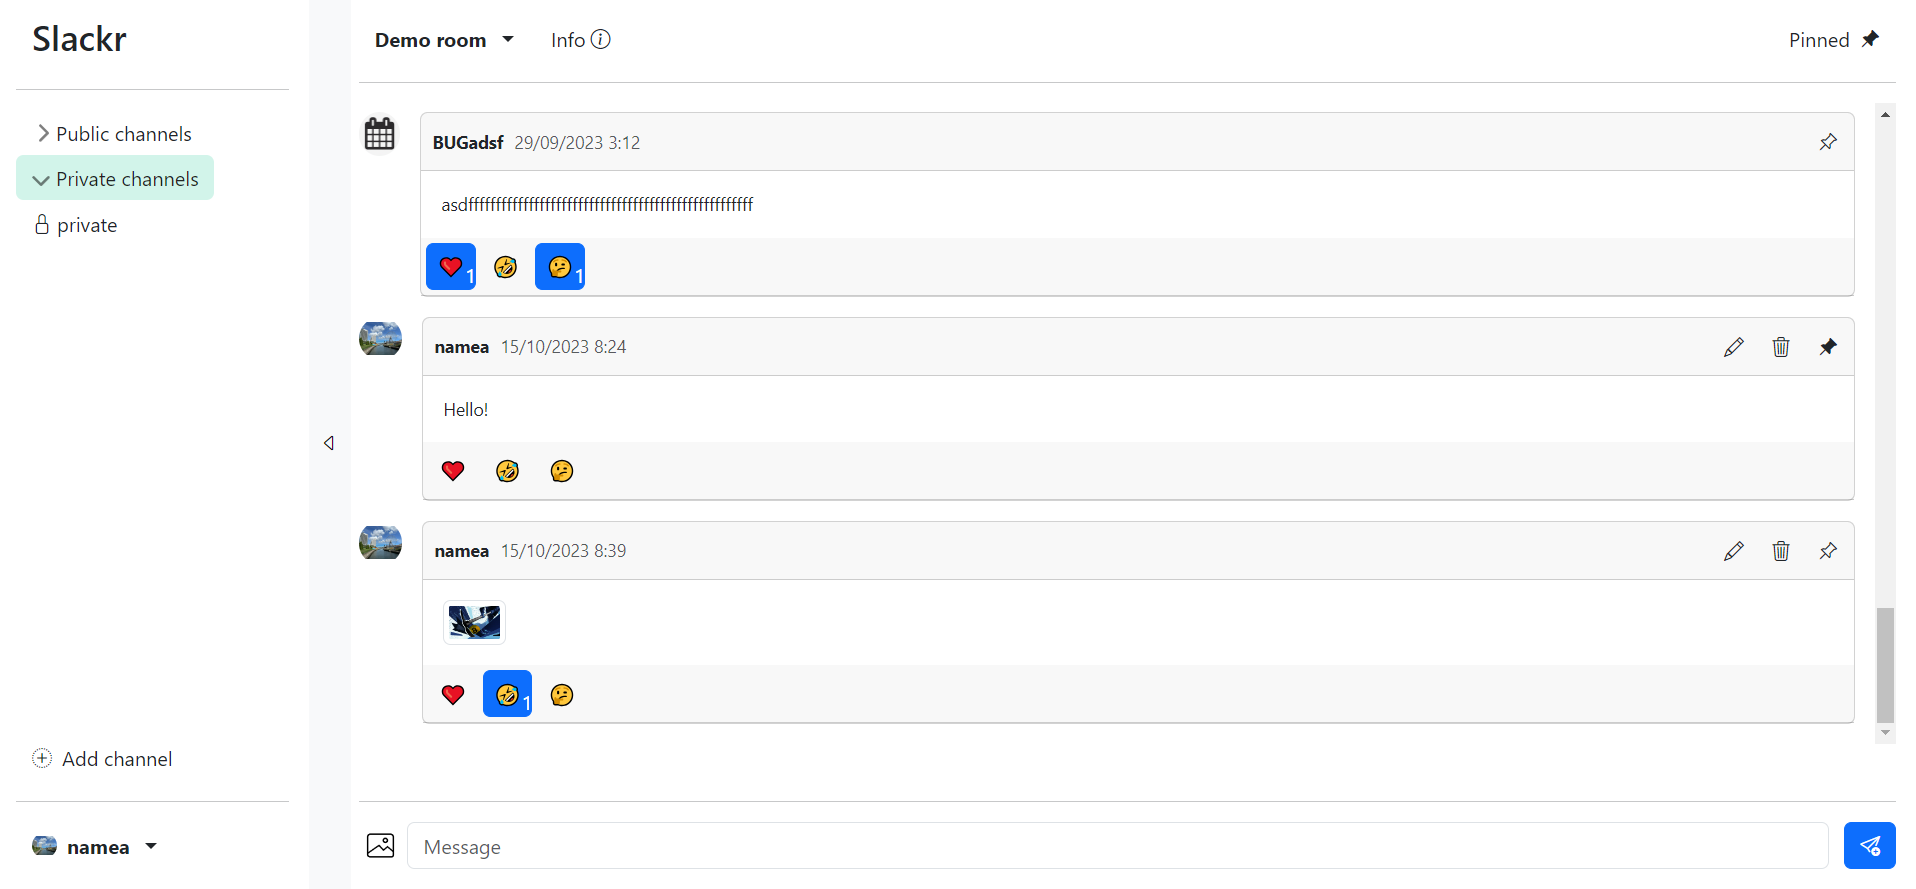 Slackr
Public channels
Private channels
private
Add channel
namea
Demo room
Info
Pinned
BUGadsf 29/09/2023 3:12
asdffffffffffffffffffffffffffffffffffffffffffffffffffff
1
1
namea 15/10/2023 8:24
Hello!
namea 15/10/2023 8:39
1
Message